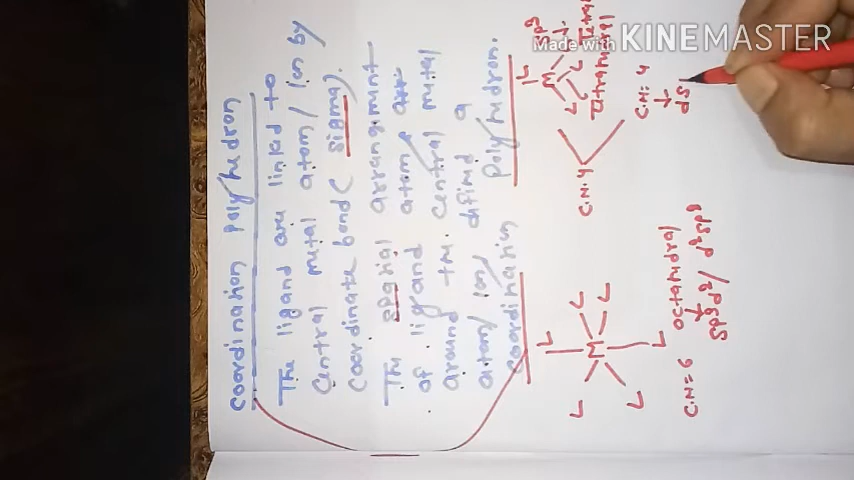 coordination polyhedron
The ligand are linked to
Central metal atom/ion by
coordinate bond (sigma).
The spatial arrangement
of ligand atom
around the central metal
atom/ion defined a
coordination polyhedron.
L
L
L
M
L
L
L
C.N=6 octahedral
↓
sp3d2/d2sp3
C.N:4
sp3
L
M
L
L
L
tetrahedral
C.N:4
↓
ds
Made with KINEMASTER